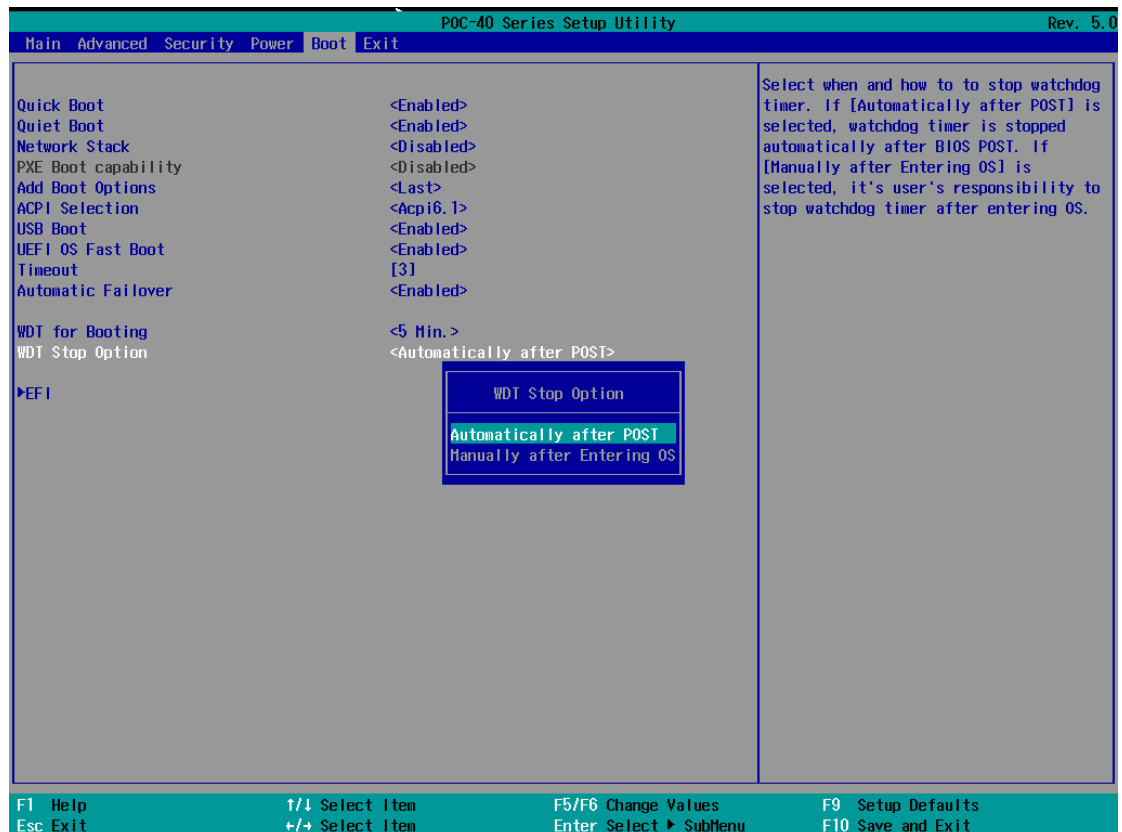 POC-40 Series Setup Utility Rev. 5.0
Main Advanced Security Power Boot Exit
Quick Boot <Enabled>
Quiet Boot <Enabled>
Network Stack <Disabled>
PXE Boot capability <Disabled>
Add Boot Options <Last>
ACPI Selection <Acpi6.1>
USB Boot <Enabled>
UEFI OS Fast Boot <Enabled>
Timeout [3]
Automatic Failover <Enabled>
WDT for Booting <5 Min.>
WDT Stop Option <Automatically after POST>
▶EFI
WDT Stop Option
Automatically after POST
Manually after Entering OS
Select when and how to to stop watchdog
timer. If [Automatically after POST] is
selected, watchdog timer is stopped
automatically after BIOS POST. If
[Manually after Entering OS] is
selected, it's user's responsibility to
stop watchdog timer after entering OS.
F1 Help ↑/↓ Select Item F5/F6 Change Values F9 Setup Defaults
Esc Exit ←/→ Select Item Enter Select ▶ SubMenu F10 Save and Exit